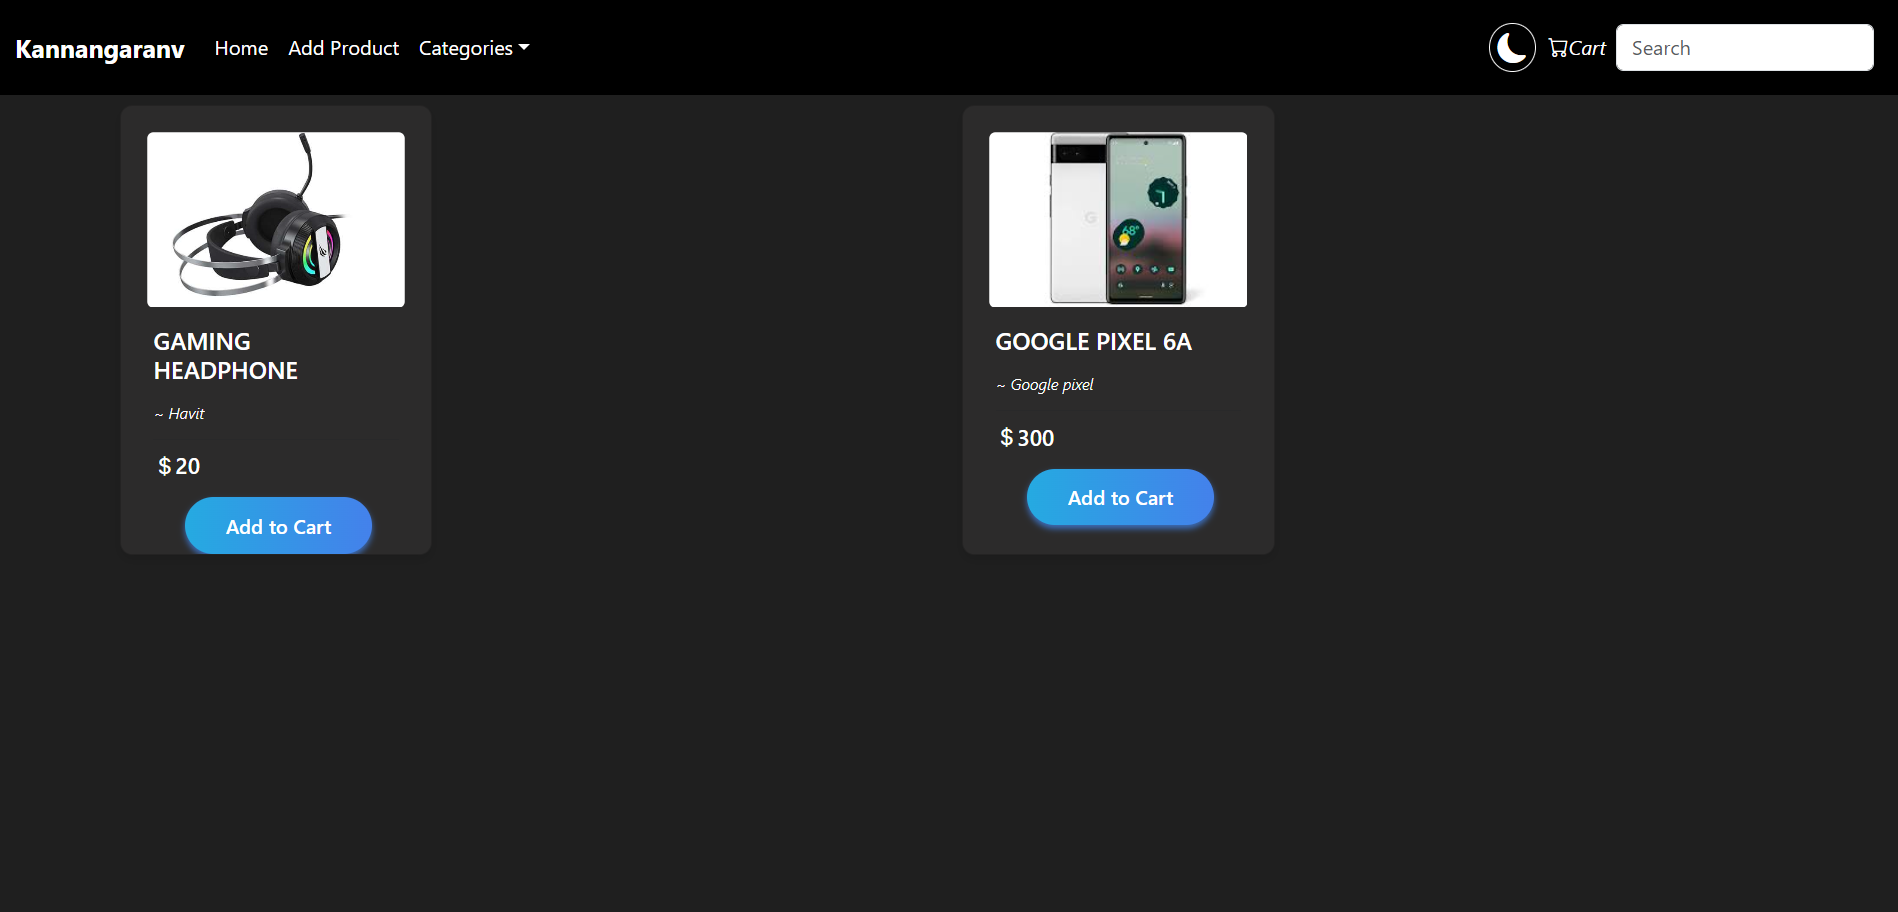 Kannangaranv Home Add Product Categories Cart Search
GAMING
HEADPHONE
~ Havit
$ 20
Add to Cart
68°
G
GOOGLE PIXEL 6A
~ Google pixel
$ 300
Add to Cart